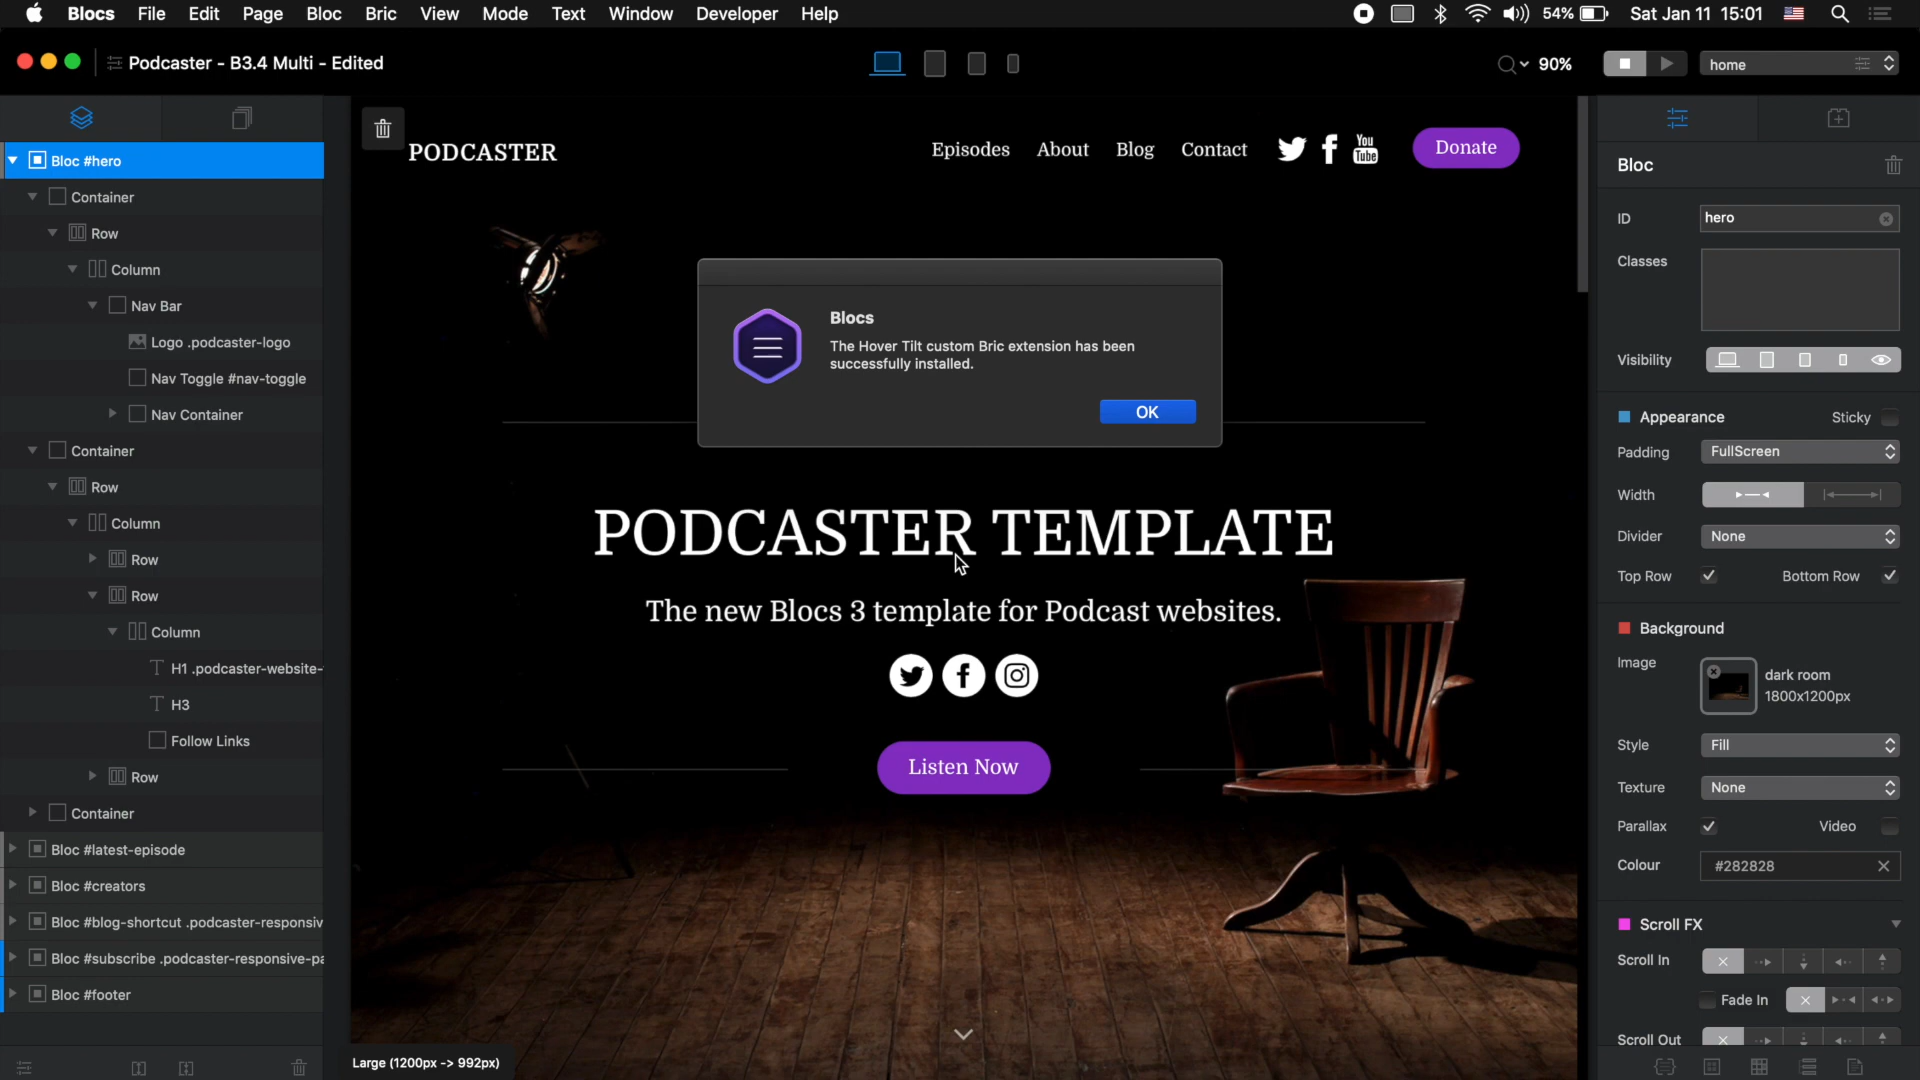 Blocs File Edit Page Bloc Bric View Mode Text Window Developer Help
54% Sat Jan 11 15:01
Podcaster - B3.4 Multi - Edited
90%
home
Bloc #hero
Container
Row
Column
Nav Bar
Logo .podcaster-logo
Nav Toggle #nav-toggle
Nav Container
Container
Row
Column
Row
Row
Column
H1 .podcaster-website-
H3
Follow Links
Row
Container
Bloc #latest-episode
Bloc #creators
Bloc #blog-shortcut .podcaster-responsiv
Bloc #subscribe .podcaster-responsive-pa
Bloc #footer
PODCASTER
Episodes About Blog Contact
You
Tube
Donate
Blocs
The Hover Tilt custom Bric extension has been
successfully installed.
OK
PODCASTER TEMPLATE
The new Blocs 3 template for Podcast websites.
Listen Now
Large (1200px -> 992px)
Bloc
ID hero
Classes
Visibility
Appearance Sticky
Padding FullScreen
Width
Divider None
Top Row Bottom Row
Background
Image
dark room
1800x1200px
Style Fill
Texture None
Parallax Video
Colour #282828
Scroll FX
Scroll In
Fade In
Scroll Out